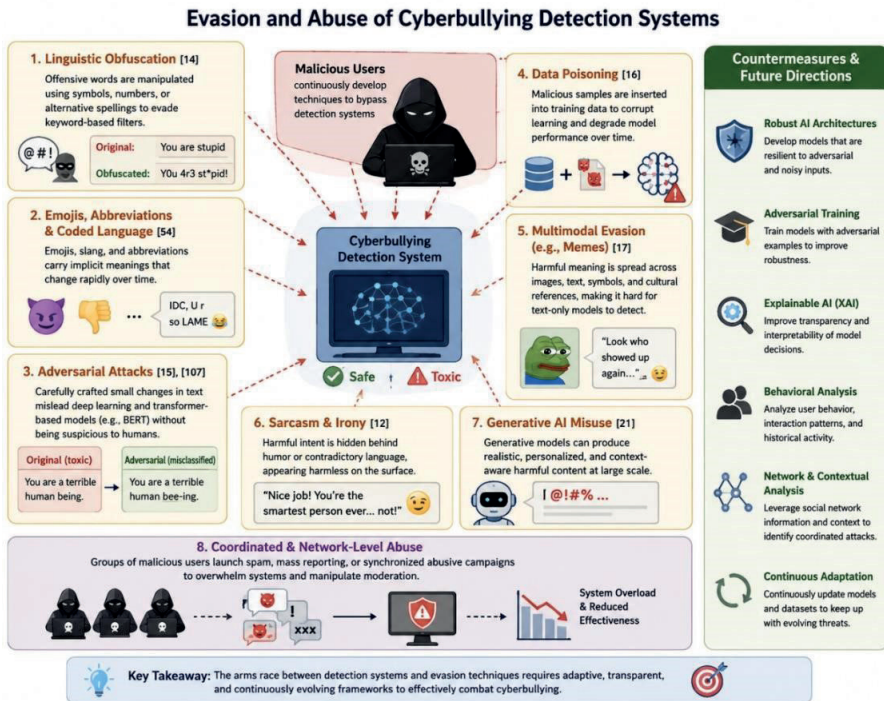 Evasion and Abuse of Cyberbullying Detection Systems
1. Linguistic Obfuscation [14]
Offensive words are manipulated
using symbols, numbers, or
alternative spellings to evade
keyword-based filters.
@#!
Original: You are stupid
Obfuscated: Y0u 4r3 st*pid!
2. Emojis, Abbreviations
& Coded Language [54]
Emojis, slang, and abbreviations
carry implicit meanings that
change rapidly over time.
...
IDC, U r
so LAME 😂
3. Adversarial Attacks [15], [107]
Carefully crafted small changes in text
mislead deep learning and transformer-
based models (e.g., BERT) without
being suspicious to humans.
Original (toxic)
You are a terrible
human being.
Adversarial (misclassified)
You are a terrible
human bee-ing.
Malicious Users
continuously develop
techniques to bypass
detection systems
Cyberbullying
Detection System
Safe
Toxic
4. Data Poisoning [16]
Malicious samples are inserted
into training data to corrupt
learning and degrade model
performance over time.
+
5. Multimodal Evasion
(e.g., Memes) [17]
Harmful meaning is spread across
images, text, symbols, and cultural
references, making it hard for
text-only models to detect.
"Look who
showed up
again..." 😉
6. Sarcasm & Irony [12]
Harmful intent is hidden behind
humor or contradictory language,
appearing harmless on the surface.
"Nice job! You're the
smartest person ever... not!" 😉
7. Generative AI Misuse [21]
Generative models can produce
realistic, personalized, and context-
aware harmful content at large scale.
@!#% ...
8. Coordinated & Network-Level Abuse
Groups of malicious users launch spam, mass reporting, or synchronized abusive campaigns
to overwhelm systems and manipulate moderation.
!
xxx
System Overload
& Reduced
Effectiveness
Countermeasures &
Future Directions
Robust AI Architectures
Develop models that are
resilient to adversarial
and noisy inputs.
Adversarial Training
Train models with adversarial
examples to improve
robustness.
Explainable AI (XAI)
Improve transparency and
interpretability of model
decisions.
Behavioral Analysis
Analyze user behavior,
interaction patterns, and
historical activity.
Network & Contextual
Analysis
Leverage social network
information and context to
identify coordinated attacks.
Continuous Adaptation
Continuously update models
and datasets to keep up
with evolving threats.
Key Takeaway: The arms race between detection systems and evasion techniques requires adaptive, transparent,
and continuously evolving frameworks to effectively combat cyberbullying.